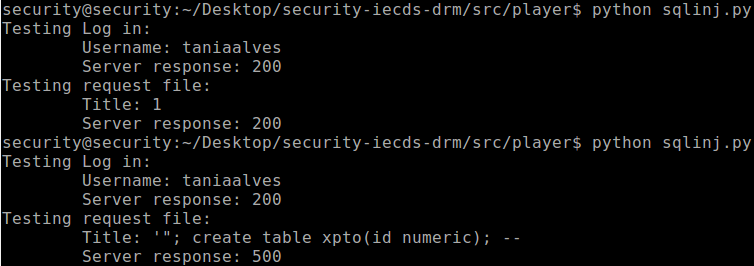 security@security:~/Desktop/security-iecds-drm/src/player$ python sqlinj.py
Testing Log in:
Username: taniaalves
Server response: 200
Testing request file:
Title: 1
Server response: 200
security@security:~/Desktop/security-iecds-drm/src/player$ python sqlinj.py
Testing Log in:
Username: taniaalves
Server response: 200
Testing request file:
Title: '"; create table xpto(id numeric); --
Server response: 500